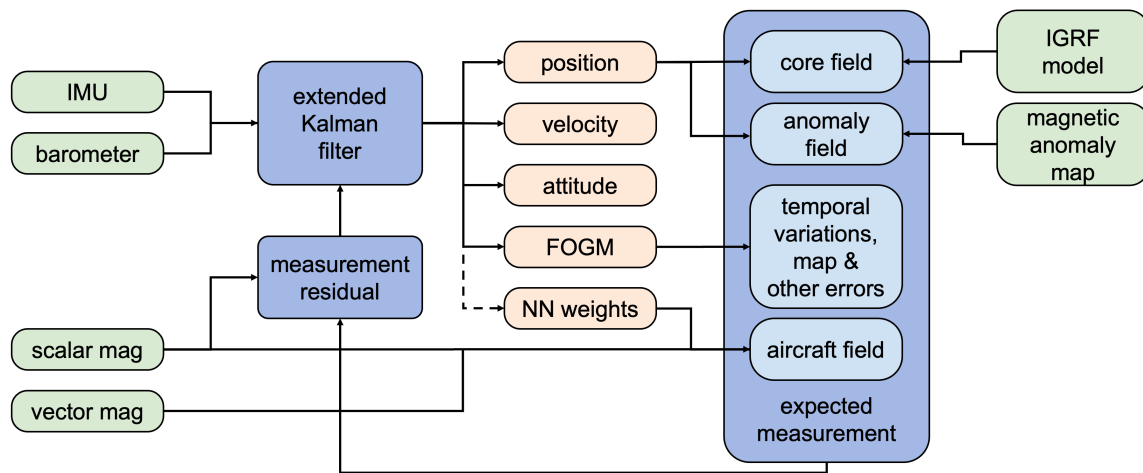 IMU
barometer
extended
Kalman
filter
measurement
residual
scalar mag
vector mag
position
velocity
attitude
FOGM
NN weights
core field
anomaly
field
temporal
variations,
map &
other errors
aircraft field
expected
measurement
IGRF
model
magnetic
anomaly
map